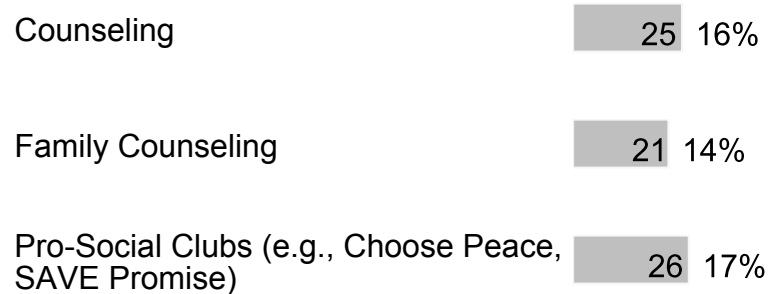 Counseling 25 16%
Family Counseling 21 14%
Pro-Social Clubs (e.g., Choose Peace,
SAVE Promise) 26 17%